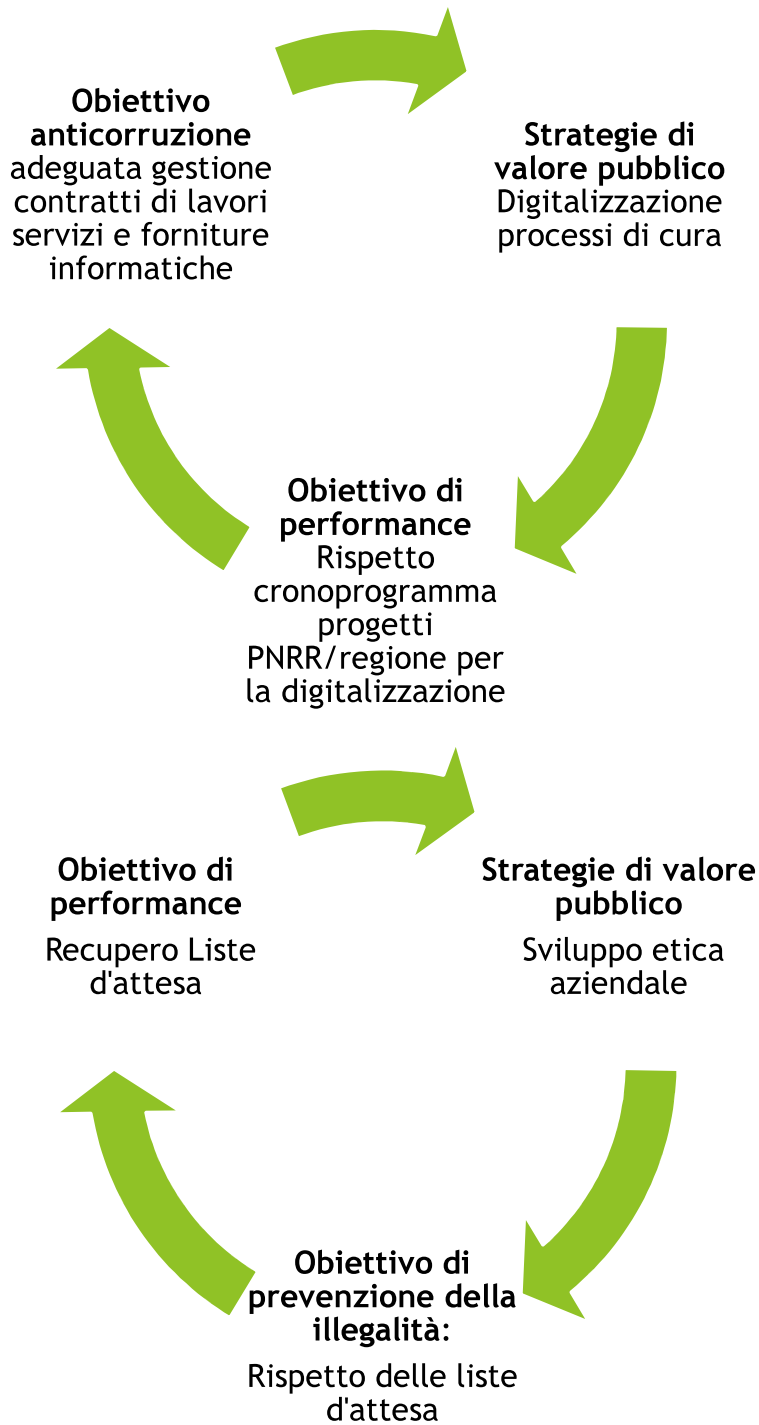 Obiettivo
anticorruzione
adeguata gestione
contratti di lavori
servizi e forniture
informatiche
Strategie di
valore pubblico
Digitalizzazione
processi di cura
Obiettivo di
performance
Rispetto
cronoprogramma
progetti
PNRR/regione per
la digitalizzazione
Obiettivo di
performance
Recupero Liste
d'attesa
Strategie di valore
pubblico
Sviluppo etica
aziendale
Obiettivo di
prevenzione della
illegalità:
Rispetto delle liste
d'attesa